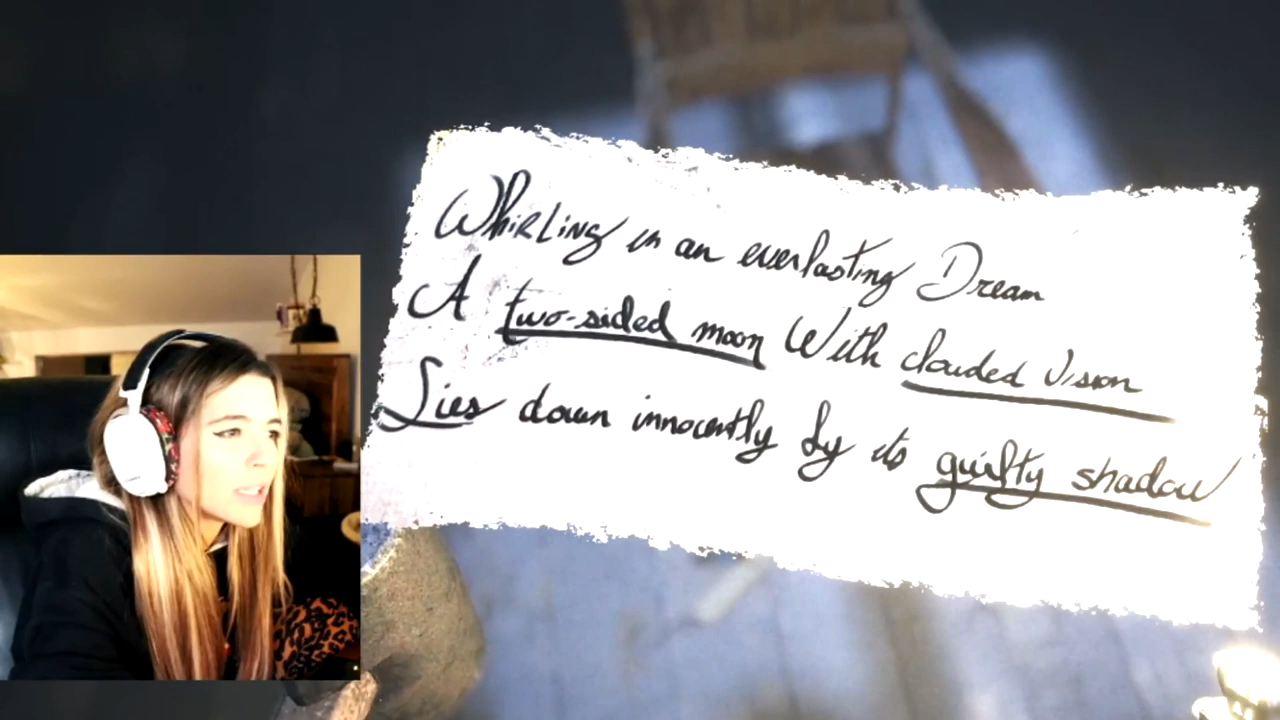 Whirling in an everlasting Dream
A two-sided moon With clouded Vision
Lies down innocently by its guilty shadow